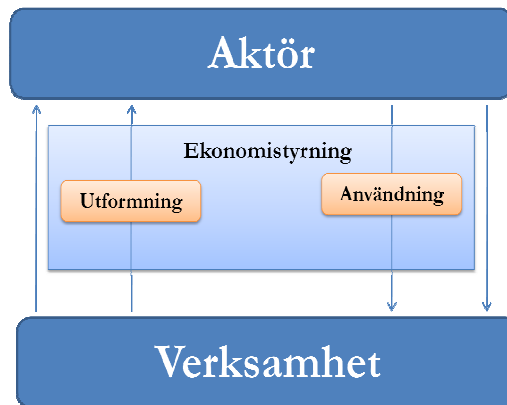 Aktör
Ekonomistyrning
Utformning
Användning
Verksamhet